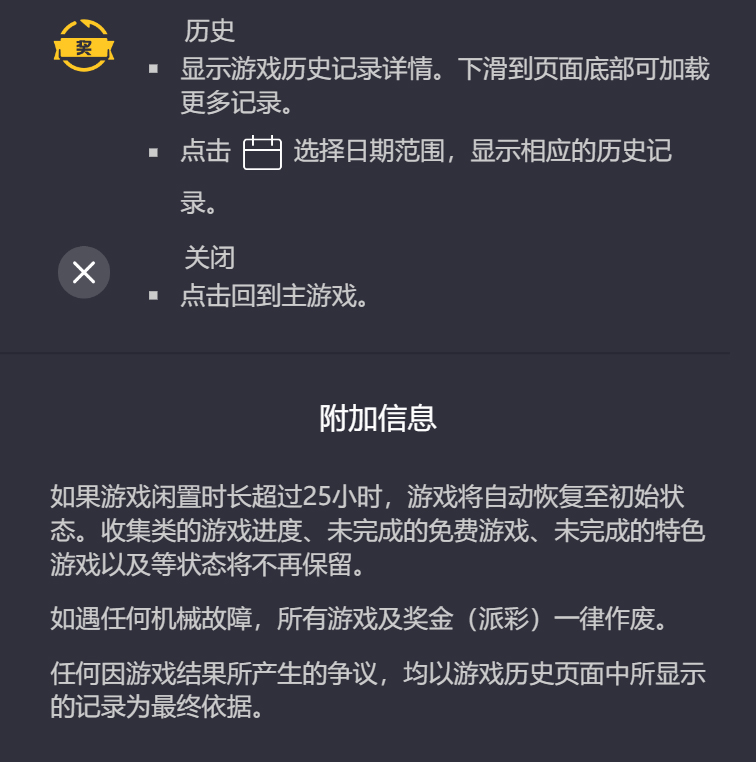 奖
历史
▪ 显示游戏历史记录详情。下滑到页面底部可加载
更多记录。
▪ 点击 选择日期范围，显示相应的历史记
录。
关闭
▪ 点击回到主游戏。
附加信息
如果游戏闲置时长超过25小时，游戏将自动恢复至初始状
态。收集类的游戏进度、未完成的免费游戏、未完成的特色
游戏以及等状态将不再保留。
如遇任何机械故障，所有游戏及奖金（派彩）一律作废。
任何因游戏结果所产生的争议，均以游戏历史页面中所显示
的记录为最终依据。